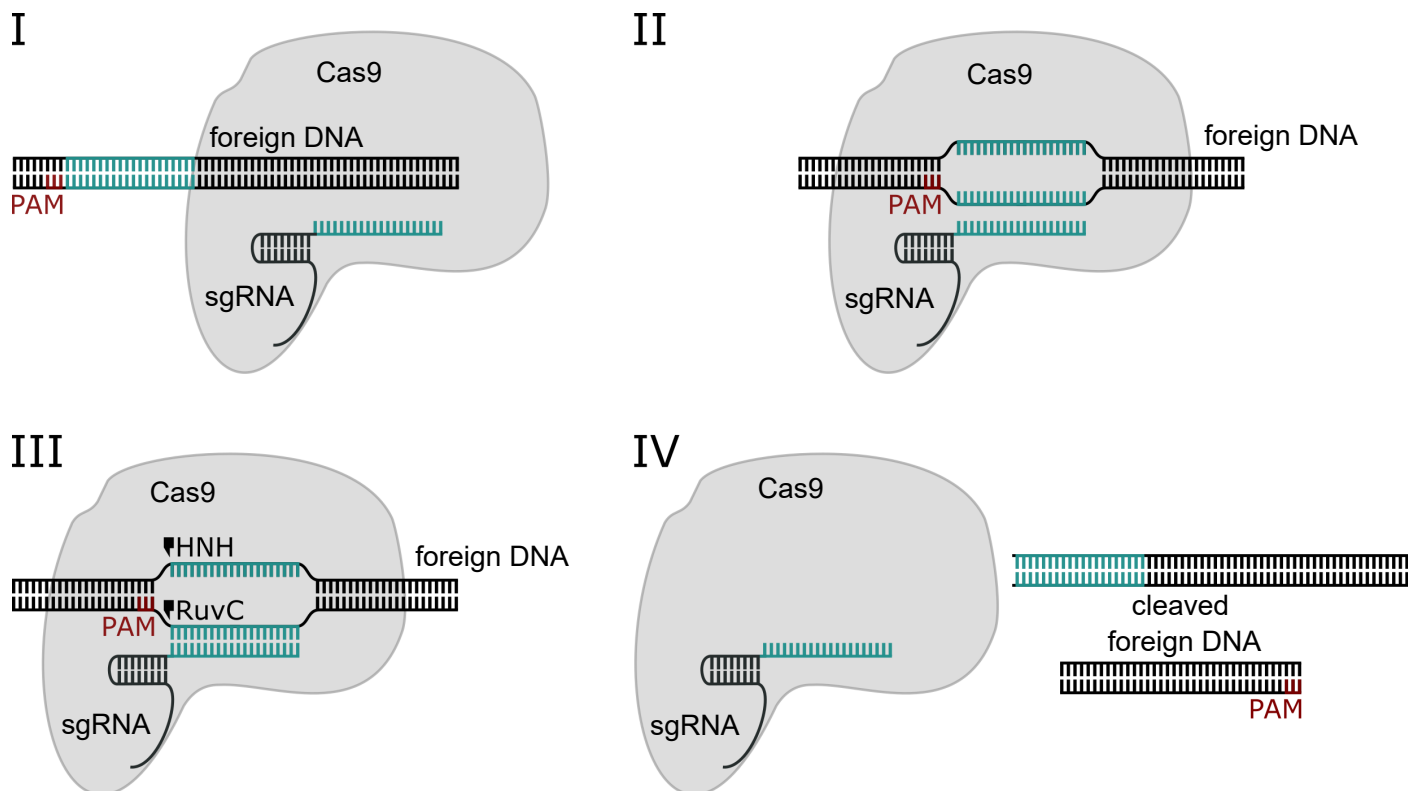 I
Cas9
foreign DNA
PAM
sgRNA
II
Cas9
foreign DNA
PAM
sgRNA
III
Cas9
HNH
foreign DNA
RuvC
PAM
sgRNA
IV
Cas9
cleaved
foreign DNA
PAM
sgRNA